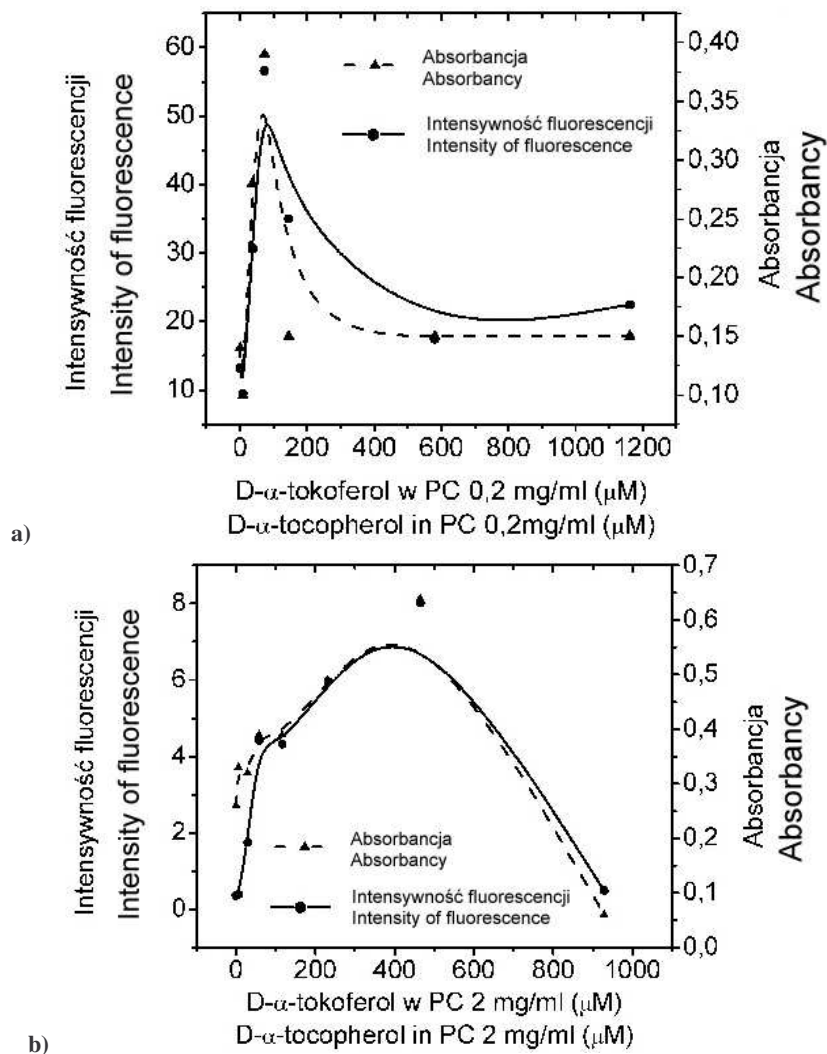 Intensywność fluorescencji
Intensity of fluorescence
60
50
40
30
20
10
Absorbancja
Absorbancy
Intensywność fluorescencji
Intensity of fluorescence
0,40
0,35
0,30
0,25
0,20
0,15
0,10
Absorbancja
Absorbancy
0 200 400 600 800 1000 1200
D-α-tokoferol w PC 0,2 mg/ml (μM)
D-α-tocopherol in PC 0,2mg/ml (μM)
a)
Intensywność fluorescencji
Intensity of fluorescence
8
6
4
2
0
Absorbancja
Absorbancy
Intensywność fluorescencji
Intensity of fluorescence
0,7
0,6
0,5
0,4
0,3
0,2
0,1
0,0
Absorbancja
Absorbancy
0 200 400 600 800 1000
D-α-tokoferol w PC 2 mg/ml (μM)
D-α-tocopherol in PC 2 mg/ml (μM)
b)